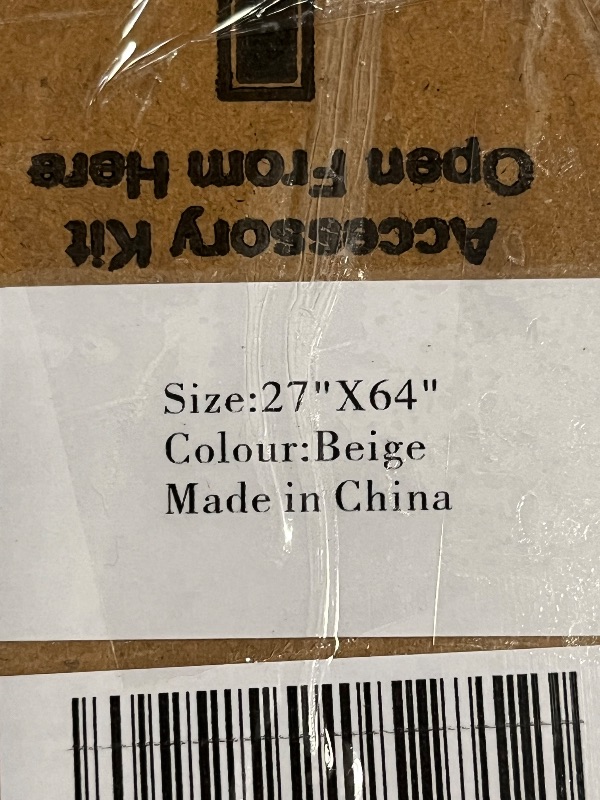 Open From Here
Accessory Kit
Size:27"X64"
Colour:Beige
Made in China